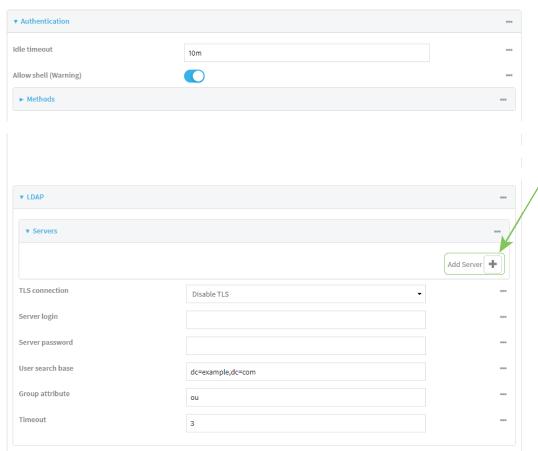 Authentication
Idle timeout
10m
Allow shell (Warning)
Methods
LDAP
Servers
Add Server
TLS connection
Disable TLS
Server login
Server password
User search base
dc=example,dc=com
Group attribute
ou
Timeout
3